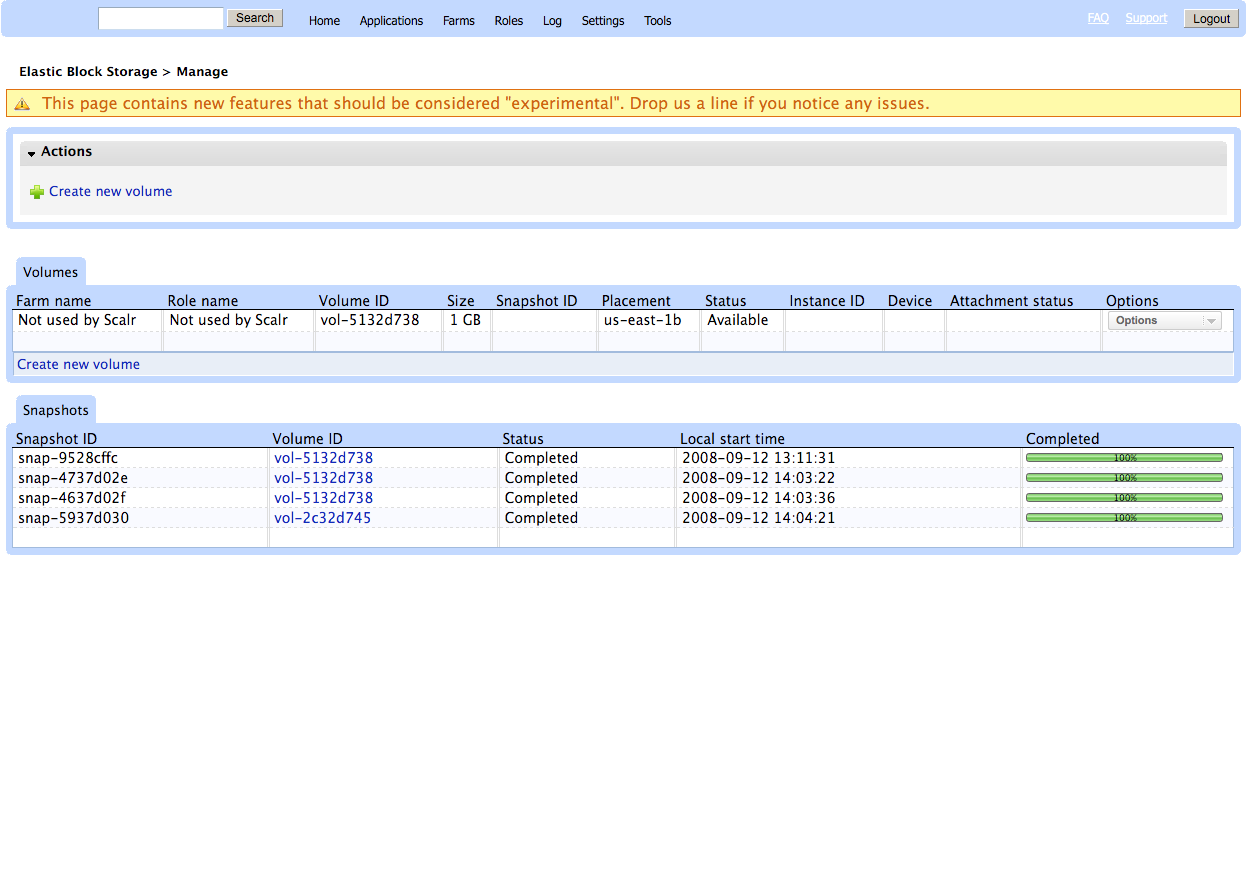 Search Home Applications Farms Roles Log Settings Tools FAQ Support Logout
Elastic Block Storage > Manage
This page contains new features that should be considered "experimental". Drop us a line if you notice any issues.
Actions
Create new volume
Volumes
Farm name Role name Volume ID Size Snapshot ID Placement Status Instance ID Device Attachment status Options
Not used by Scalr Not used by Scalr vol-5132d738 1 GB us-east-1b Available Options
Create new volume
Snapshots
Snapshot ID Volume ID Status Local start time Completed
snap-9528cffc vol-5132d738 Completed 2008-09-12 13:11:31 100%
snap-4737d02e vol-5132d738 Completed 2008-09-12 14:03:22 100%
snap-4637d02f vol-5132d738 Completed 2008-09-12 14:03:36 100%
snap-5937d030 vol-2c32d745 Completed 2008-09-12 14:04:21 100%